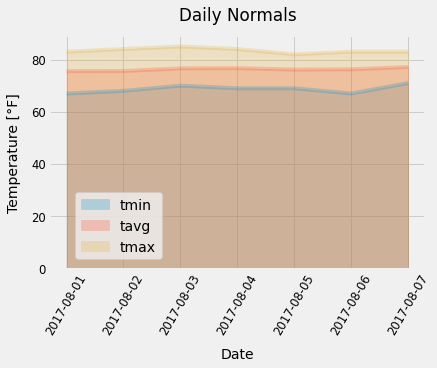 Daily Normals
Temperature [°F]
80
60
40
20
0
tmin
tavg
tmax
2017-08-01
2017-08-02
2017-08-03
2017-08-04
2017-08-05
2017-08-06
2017-08-07
Date